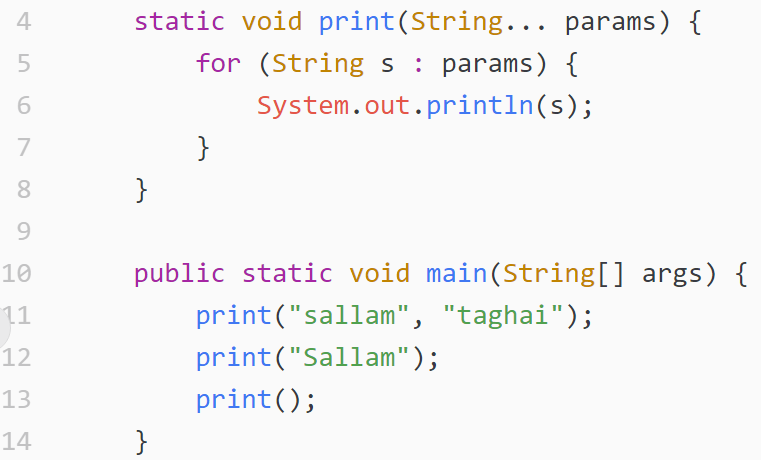 4 static void print(String... params) {
5 for (String s : params) {
6 System.out.println(s);
7 }
8 }
9
10 public static void main(String[] args) {
11 print("sallam", "taghai");
12 print("Sallam");
13 print();
14 }